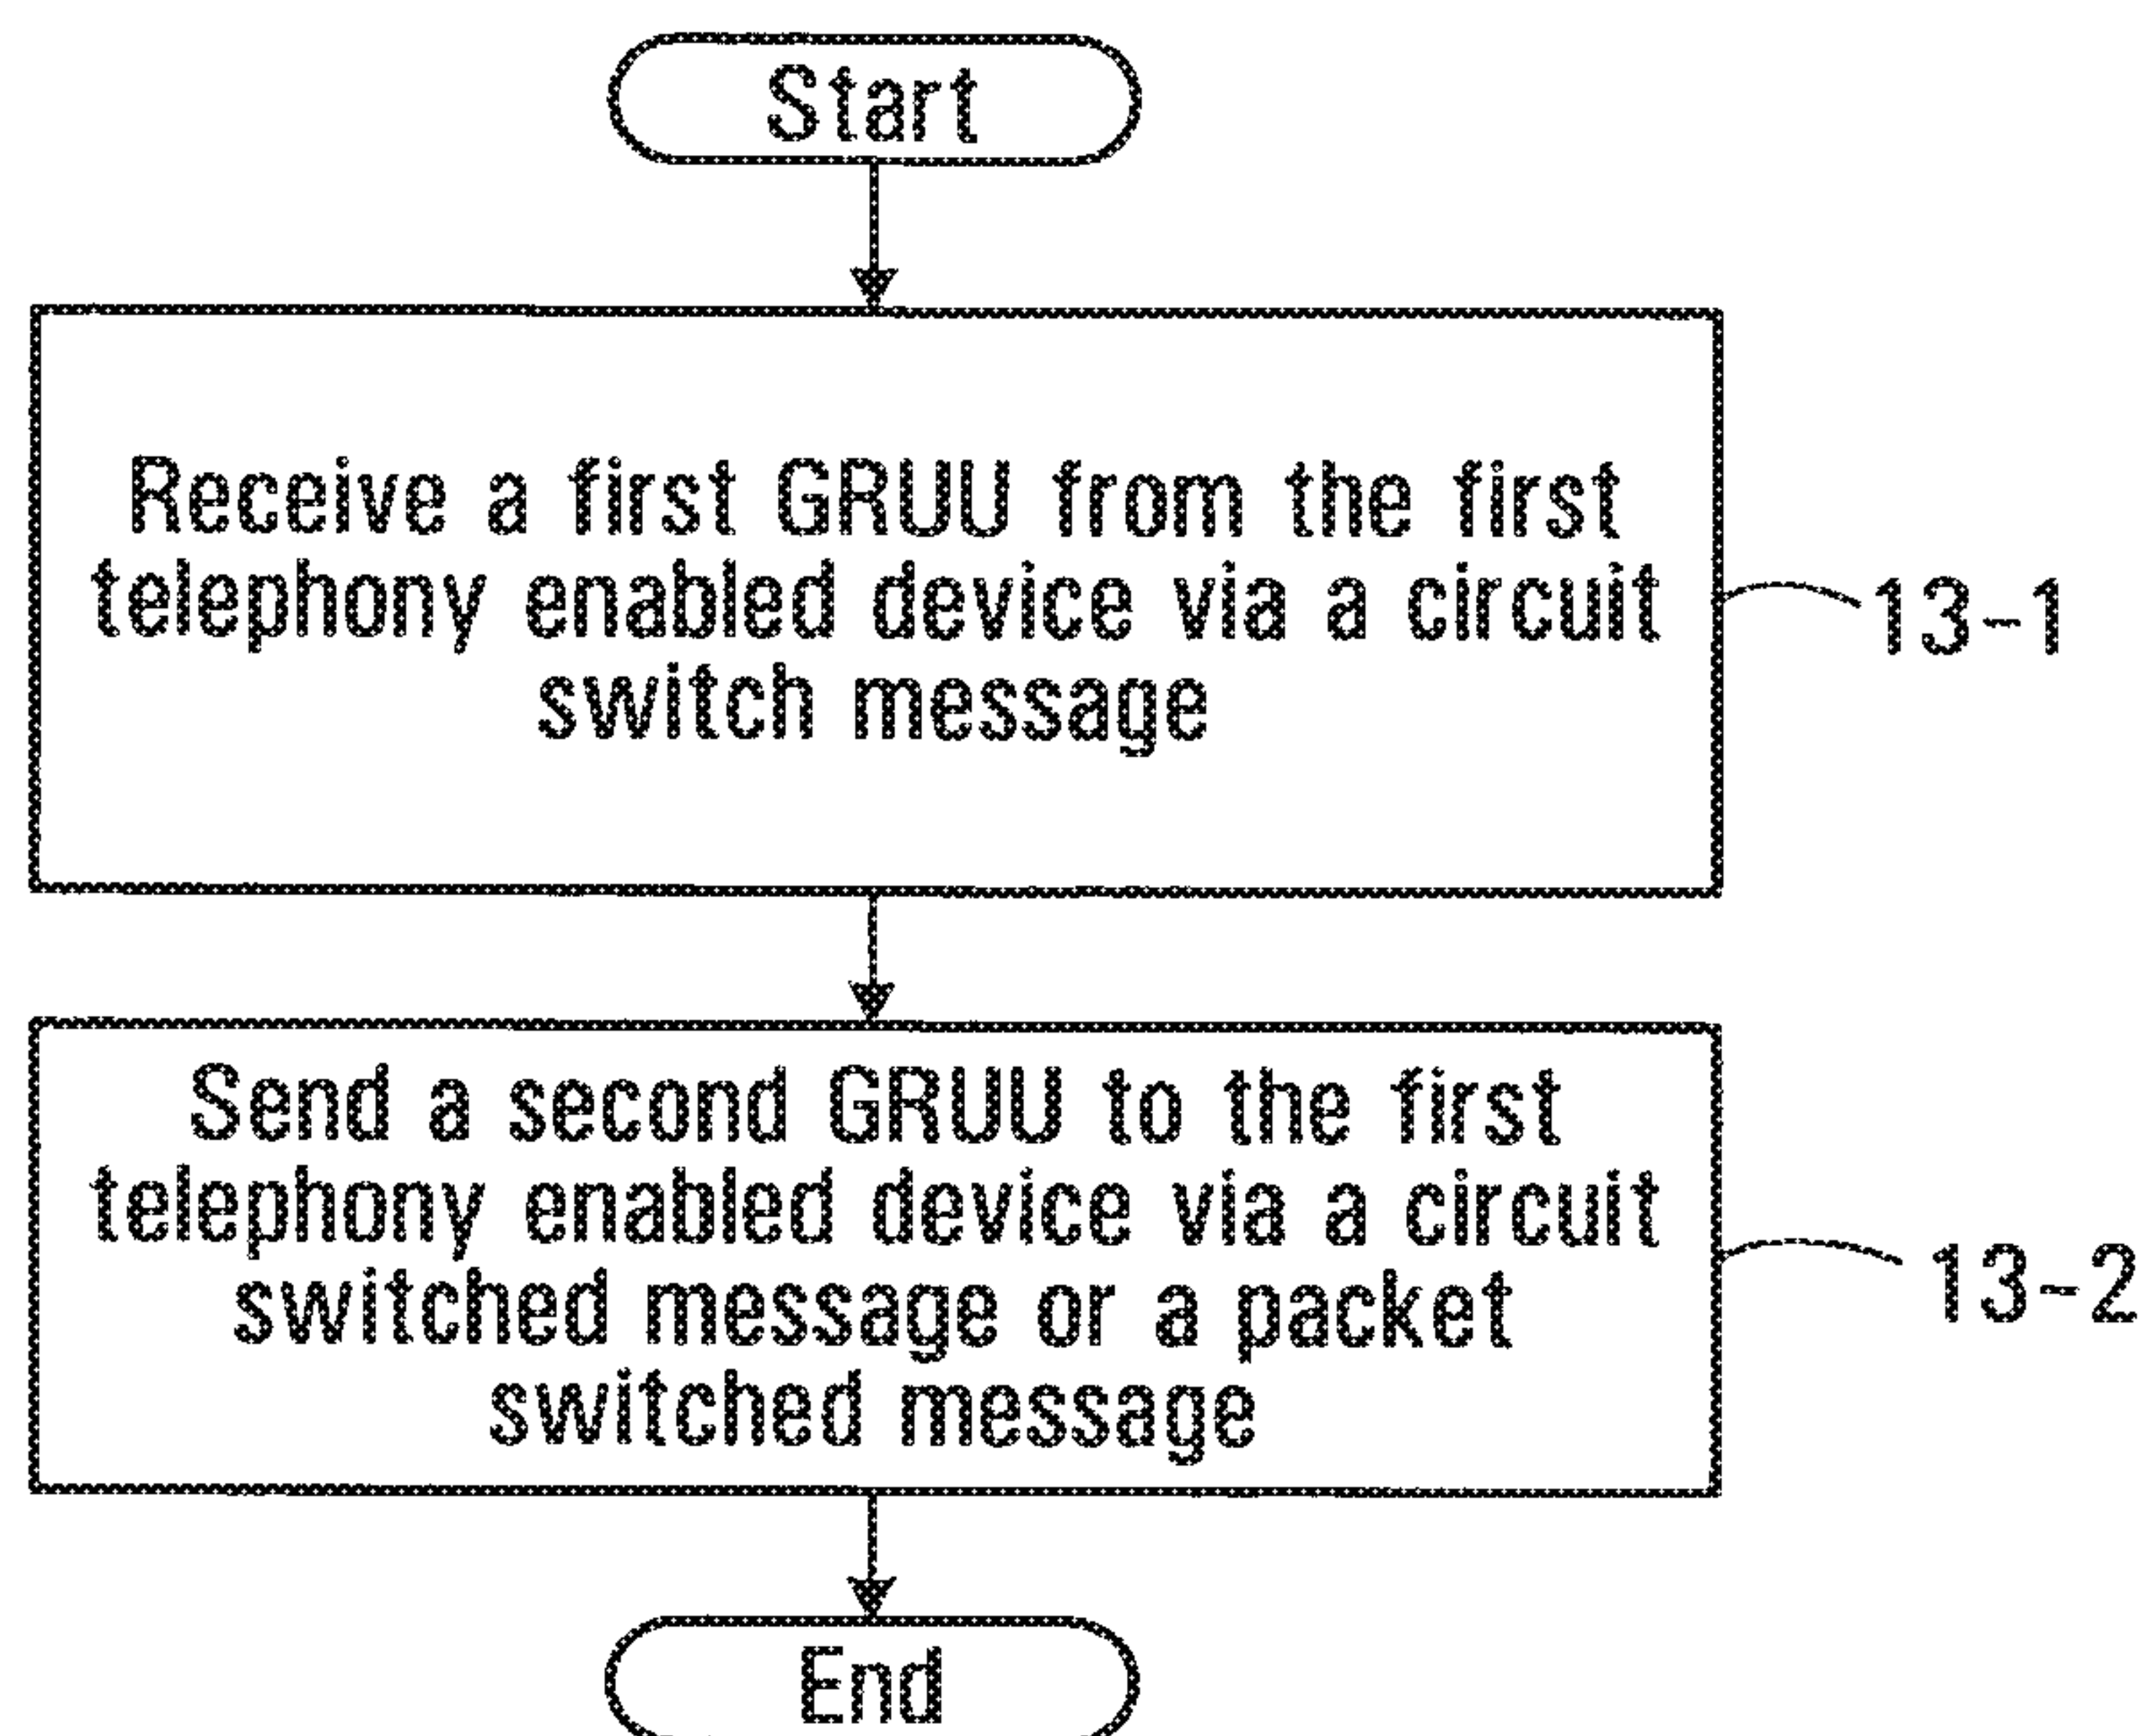 Start
Receive a first GRUU from the first
telephony enabled device via a circuit
switch message
13-1
Send a second GRUU to the first
telephony enabled device via a circuit
switched message or a packet
switched message
13-2
End